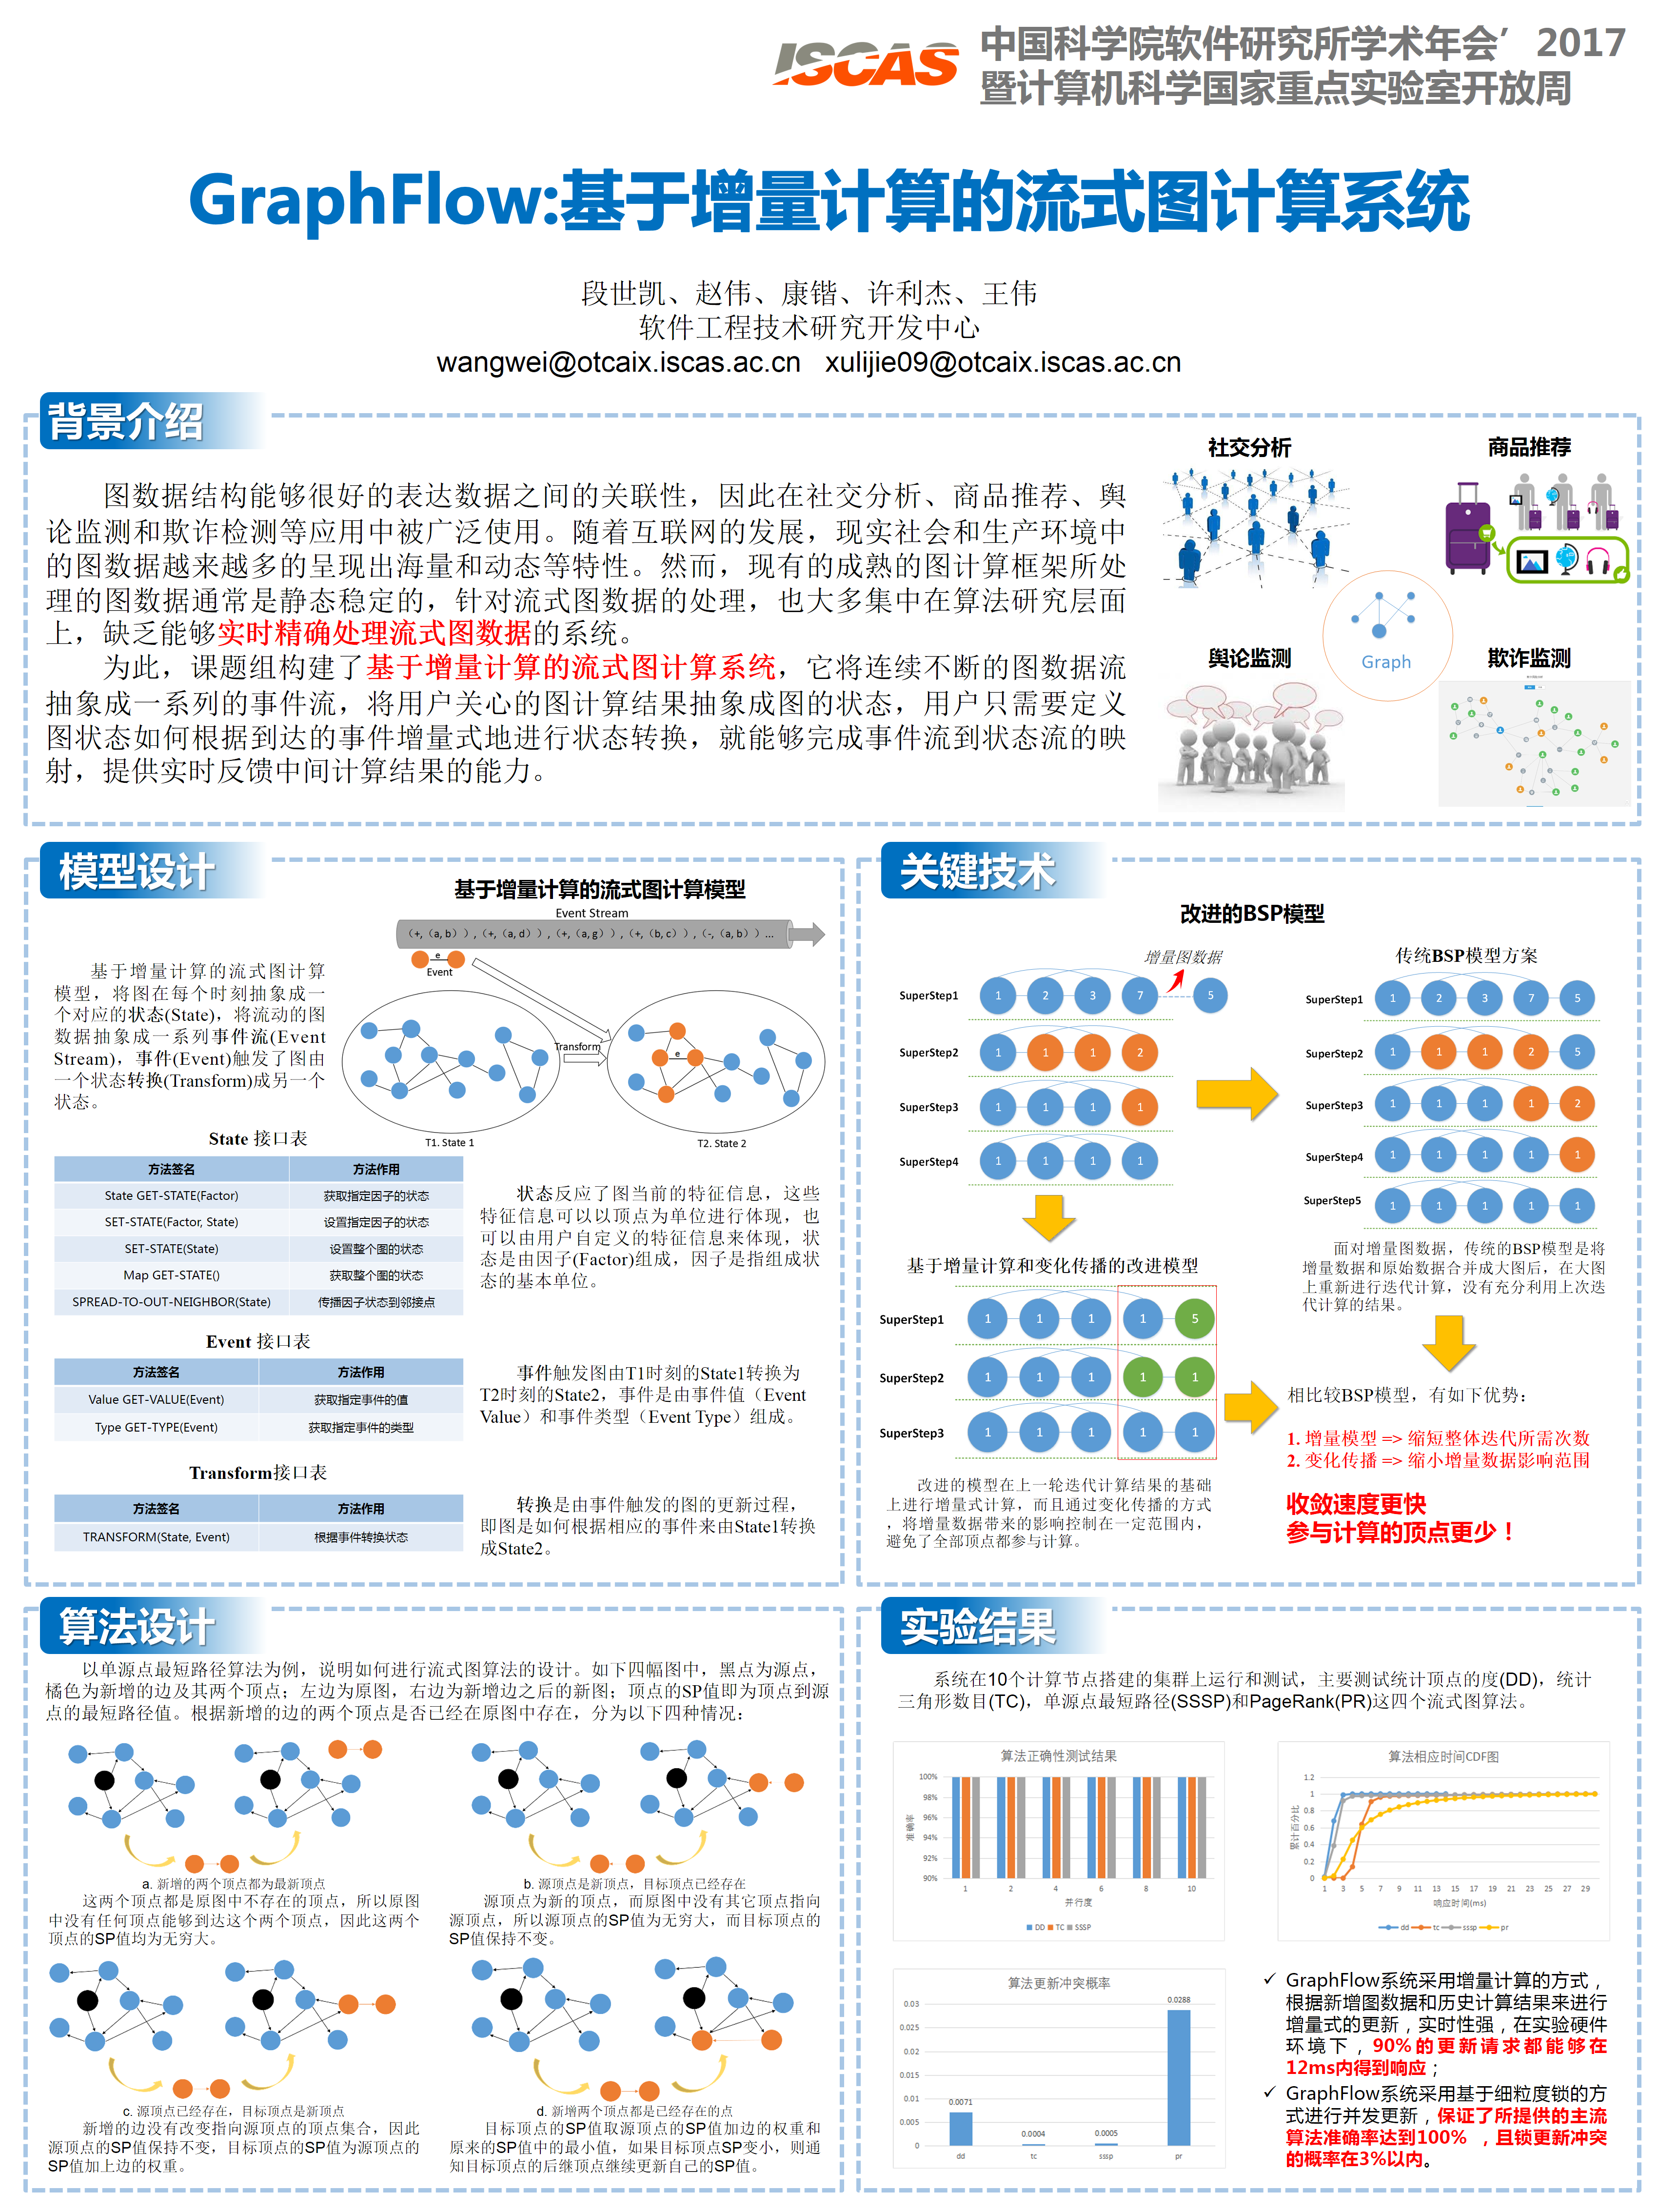 ISCAS
中国科学院软件研究所学术年会’2017
暨计算机科学国家重点实验室开放周
GraphFlow:基于增量计算的流式图计算系统
段世凯、赵伟、康锴、许利杰、王伟
软件工程技术研究开发中心
wangwei@otcaix.iscas.ac.cn xulijie09@otcaix.iscas.ac.cn
背景介绍
图数据结构能够很好的表达数据之间的关联性，因此在社交分析、商品推荐、舆
论监测和欺诈检测等应用中被广泛使用。随着互联网的发展，现实社会和生产环境中
的图数据越来越多的呈现出海量和动态等特性。然而，现有的成熟的图计算框架所处
理的图数据通常是静态稳定的，针对流式图数据的处理，也大多集中在算法研究层面
上，缺乏能够实时精确处理流式图数据的系统。
为此，课题组构建了基于增量计算的流式图计算系统，它将连续不断的图数据流
抽象成一系列的事件流，将用户关心的图计算结果抽象成图的状态，用户只需要定义
图状态如何根据到达的事件增量式地进行状态转换，就能够完成事件流到状态流的映
射，提供实时反馈中间计算结果的能力。
社交分析
商品推荐
Graph
舆论监测
欺诈监测
模型设计
基于增量计算的流式图计算模型
Event Stream
（+,（a, b））,（+,（a, d））,（+,（a, g））,（+,（b, c））,（-,（a, b））...
e
Event
基于增量计算的流式图计算
模型，将图在每个时刻抽象成一
个对应的状态(State)，将流动的图
数据抽象成一系列事件流(Event
Stream)，事件(Event)触发了图由
一个状态转换(Transform)成另一个
状态。
Transform
e
T1. State 1
T2. State 2
State 接口表
方法签名 方法作用
State GET-STATE(Factor) 获取指定因子的状态
SET-STATE(Factor, State) 设置指定因子的状态
SET-STATE(State) 设置整个图的状态
Map GET-STATE() 获取整个图的状态
SPREAD-TO-OUT-NEIGHBOR(State) 传播因子状态到邻接点
状态反应了图当前的特征信息，这些
特征信息可以以顶点为单位进行体现，也
可以由用户自定义的特征信息来体现，状
态是由因子(Factor)组成，因子是指组成状
态的基本单位。
Event 接口表
方法签名 方法作用
Value GET-VALUE(Event) 获取指定事件的值
Type GET-TYPE(Event) 获取指定事件的类型
事件触发图由T1时刻的State1转换为
T2时刻的State2，事件是由事件值（Event
Value）和事件类型（Event Type）组成。
Transform接口表
方法签名 方法作用
TRANSFORM(State, Event) 根据事件转换状态
转换是由事件触发的图的更新过程，
即图是如何根据相应的事件来由State1转换
成State2。
关键技术
改进的BSP模型
增量图数据
SuperStep1 1 2 3 7 5
SuperStep2 1 1 1 2
SuperStep3 1 1 1 1
SuperStep4 1 1 1 1
传统BSP模型方案
SuperStep1 1 2 3 7 5
SuperStep2 1 1 1 2 5
SuperStep3 1 1 1 1 2
SuperStep4 1 1 1 1 1
SuperStep5 1 1 1 1 1
面对增量图数据，传统的BSP模型是将
增量数据和原始数据合并成大图后，在大图
上重新进行迭代计算，没有充分利用上次迭
代计算的结果。
基于增量计算和变化传播的改进模型
SuperStep1 1 1 1 1 5
SuperStep2 1 1 1 1 1
SuperStep3 1 1 1 1 1
改进的模型在上一轮迭代计算结果的基础
上进行增量式计算，而且通过变化传播的方式
，将增量数据带来的影响控制在一定范围内，
避免了全部顶点都参与计算。
相比较BSP模型，有如下优势：
1. 增量模型 => 缩短整体迭代所需次数
2. 变化传播 => 缩小增量数据影响范围
收敛速度更快
参与计算的顶点更少！
算法设计
以单源点最短路径算法为例，说明如何进行流式图算法的设计。如下四幅图中，黑点为源点，
橘色为新增的边及其两个顶点；左边为原图，右边为新增边之后的新图；顶点的SP值即为顶点到源
点的最短路径值。根据新增的边的两个顶点是否已经在原图中存在，分为以下四种情况：
a. 新增的两个顶点都为最新顶点
这两个顶点都是原图中不存在的顶点，所以原图
中没有任何顶点能够到达这个两个顶点，因此这两个
顶点的SP值均为无穷大。
b. 源顶点是新顶点，目标顶点已经存在
源顶点为新的顶点，而原图中没有其它顶点指向
源顶点，所以源顶点的SP值为无穷大，而目标顶点的
SP值保持不变。
c. 源顶点已经存在，目标顶点是新顶点
新增的边没有改变指向源顶点的顶点集合，因此
源顶点的SP值保持不变，目标顶点的SP值为源顶点的
SP值加上边的权重。
d. 新增两个顶点都是已经存在的点
目标顶点的SP值取源顶点的SP值加边的权重和
原来的SP值中的最小值，如果目标顶点SP变小，则通
知目标顶点的后继顶点继续更新自己的SP值。
实验结果
系统在10个计算节点搭建的集群上运行和测试，主要测试统计顶点的度(DD)，统计
三角形数目(TC)，单源点最短路径(SSSP)和PageRank(PR)这四个流式图算法。
算法正确性测试结果
准确率
100%
98%
96%
94%
92%
90%
1 2 4 6 8 10
并行度
DD TC SSSP
算法相应时间CDF图
累计百分比
1.2
1
0.8
0.6
0.4
0.2
0
1 3 5 7 9 11 13 15 17 19 21 23 25 27 29
响应时间(ms)
dd tc sssp pr
算法更新冲突概率
0.03
0.025
0.02
0.015
0.01
0.005
0
0.0071
0.0004
0.0005
0.0288
dd tc sssp pr
✓ GraphFlow系统采用增量计算的方式，
根据新增图数据和历史计算结果来进行
增量式的更新，实时性强，在实验硬件
环境下，90%的更新请求都能够在
12ms内得到响应；
✓ GraphFlow系统采用基于细粒度锁的方
式进行并发更新，保证了所提供的主流
算法准确率达到100% ，且锁更新冲突
的概率在3%以内。